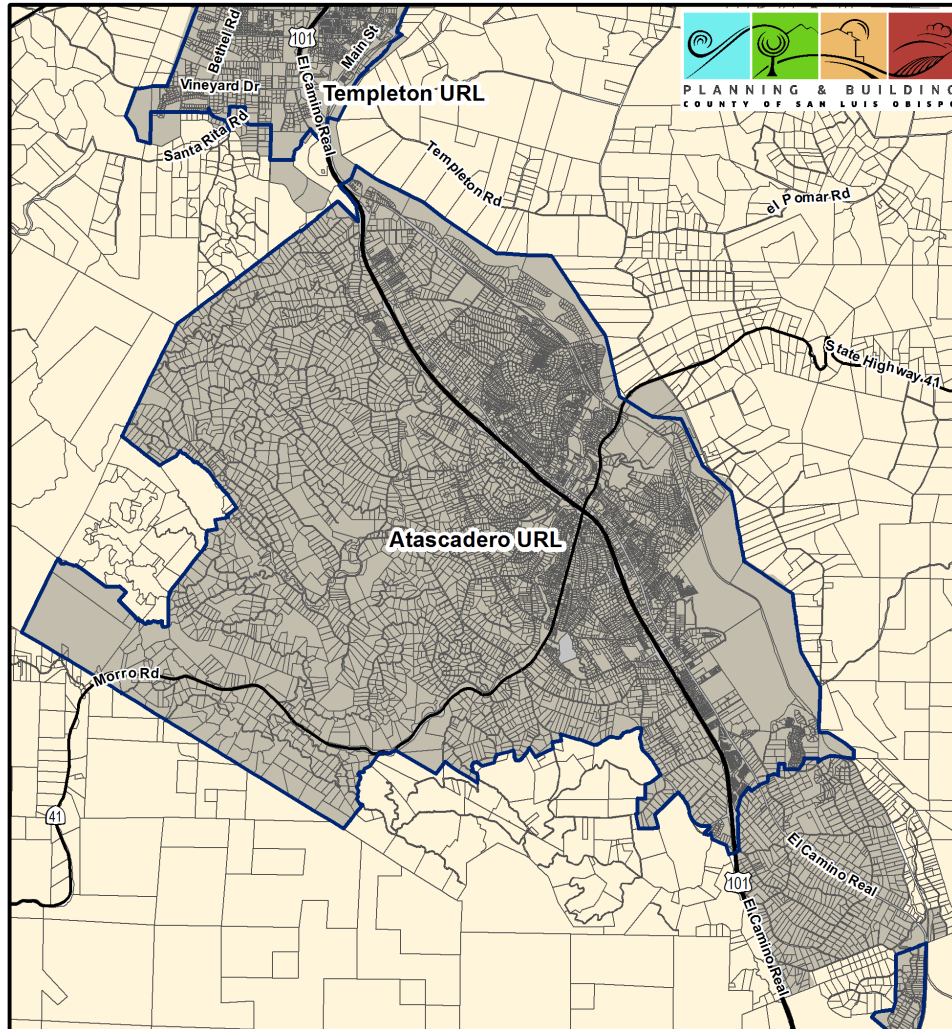 101
Bethel Rd
Main St
El Camino Real
Vineyard Dr
Templeton URL
Santa Rita Rd
PLANNING & BUILDING
COUNTY OF SAN LUIS OBISPO
Templeton Rd
el Pomar Rd
State Highway 41
Atascadero URL
Morro Rd
41
El Camino Real
101
El Camino Real